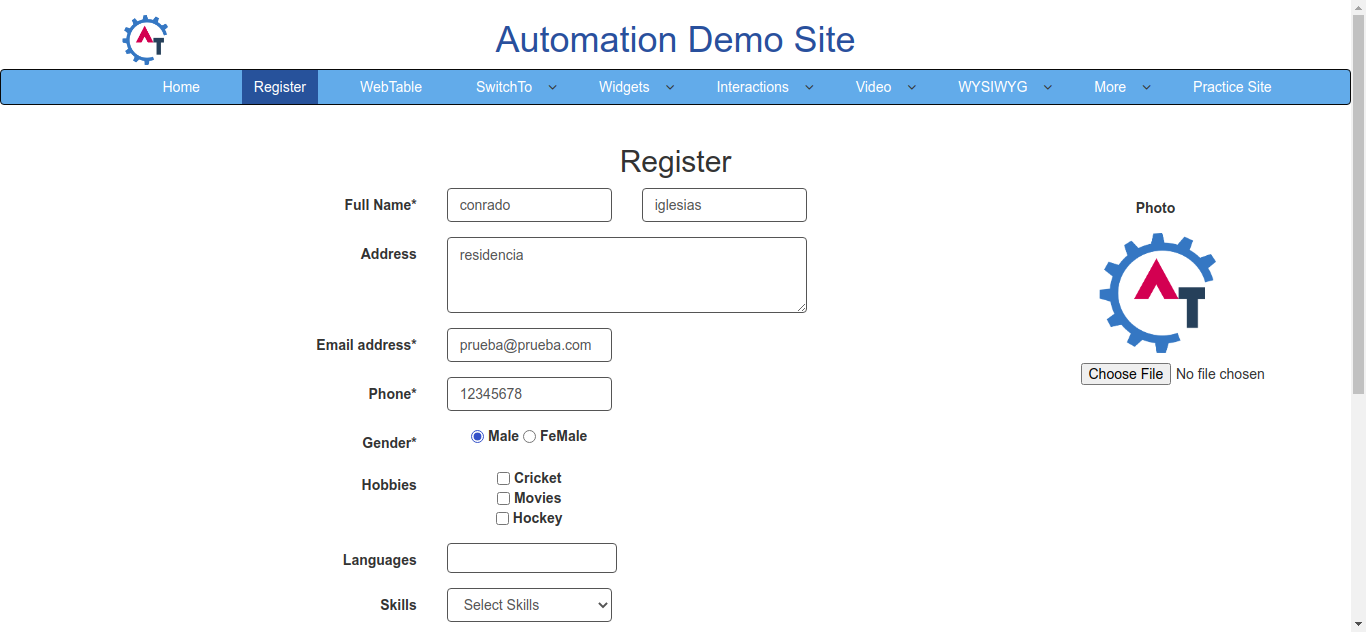 AT
Automation Demo Site
Home Register WebTable SwitchTo Widgets Interactions Video WYSIWYG More Practice Site
Register
Full Name* conrado iglesias
Photo
Address residencia
AT
Email address* prueba@prueba.com
Choose File No file chosen
Phone* 12345678
Gender* Male FeMale
Hobbies Cricket
Movies
Hockey
Languages
Skills Select Skills